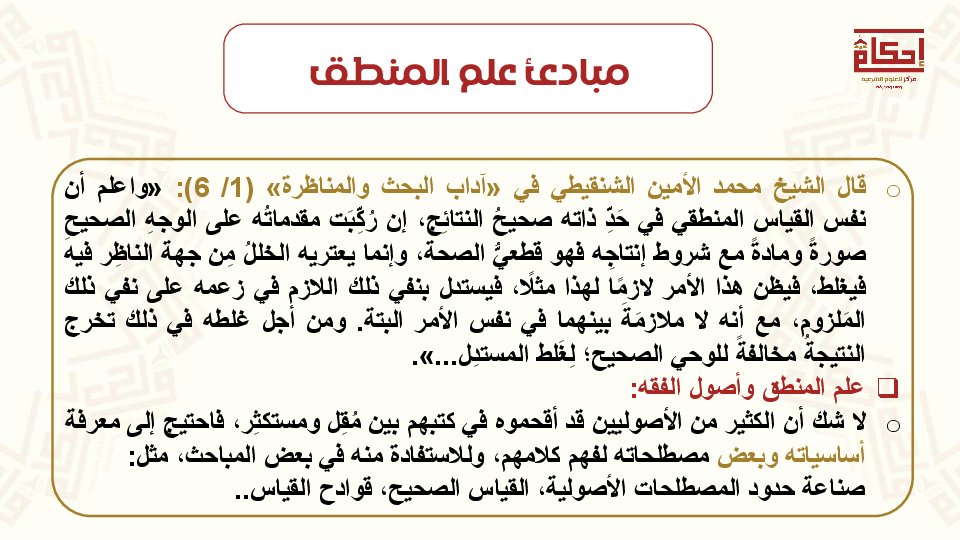 إحكام
مركز للعلوم الشرعية
مبادئ علم المنطق
○ قال الشيخ محمد الأمين الشنقيطي في «آداب البحث والمناظرة» (1/ 6): «واعلم أن
نفس القياس المنطقي في حَدِّ ذاته صحيحُ النتائجِ، إن رُكِّبَت مقدماتُه على الوجهِ الصحيح
صورةً ومادةً مع شروط إنتاجِه فهو قطعيُّ الصحة، وإنما يعتريه الخللُ مِن جهة الناظِر فيه
فيغلط، فيظن هذا الأمر لازمًا لهذا مثلًا، فيستدل بنفي ذلك اللازم في زعمه على نفي ذلك
المَلزومِ، مع أنه لا ملازمَةَ بينهما في نفس الأمر البتة. ومن أجل غلطه في ذلك تخرج
النتيجةُ مخالفةً للوحي الصحيح؛ لِغَلط المستدِل...».
❑ علم المنطق وأصول الفقه:
○ لا شك أن الكثير من الأصوليين قد أقحموه في كتبهم بين مُقِل ومستكثِر، فاحتيج إلى معرفة
أساسياته وبعض مصطلحاته لفهم كلامهم، وللاستفادة منه في بعض المباحث، مثل:
صناعة حدود المصطلحات الأصولية، القياس الصحيح، قوادح القياس..